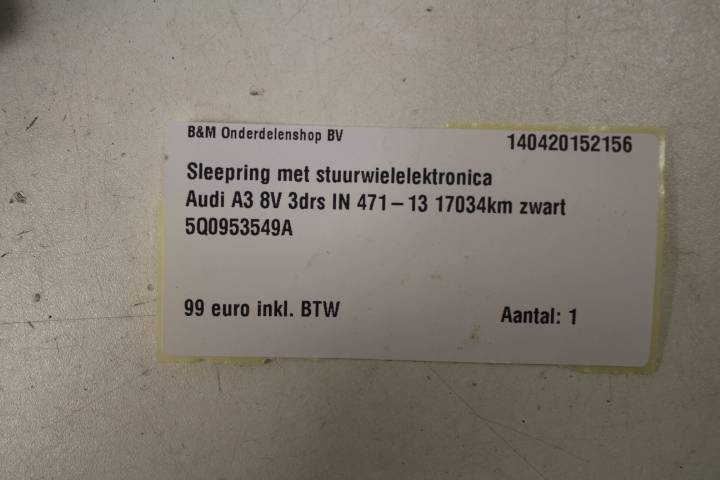 B&M Onderdelenshop BV
140420152156
Sleepring met stuurwielelektronica
Audi A3 8V 3drs IN 471-13 17034km zwart
5Q0953549A
99 euro inkl. BTW
Aantal: 1